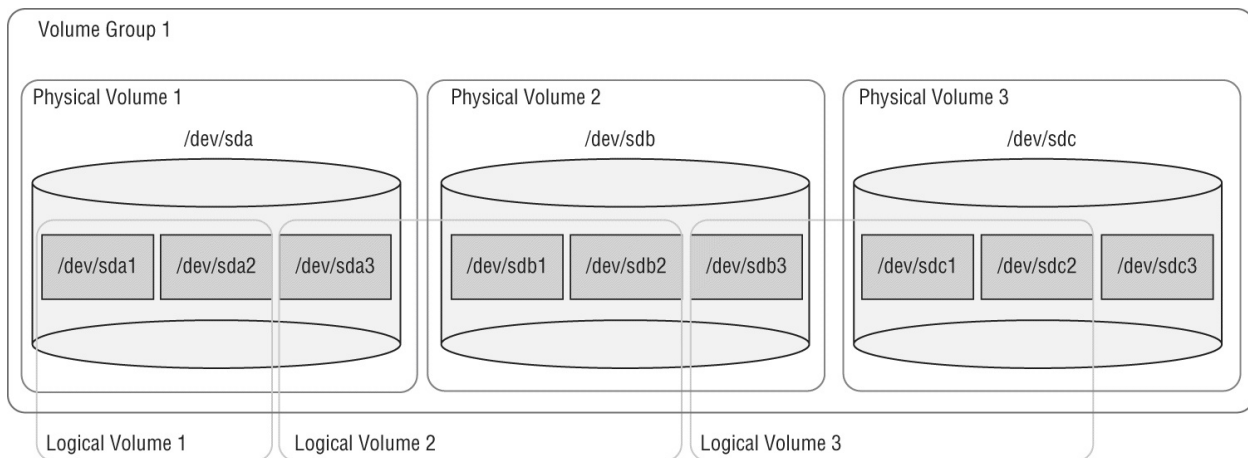 Volume Group 1
Physical Volume 1
Physical Volume 2
Physical Volume 3
/dev/sda
/dev/sdb
/dev/sdc
/dev/sda1
/dev/sda2
/dev/sda3
/dev/sdb1
/dev/sdb2
/dev/sdb3
/dev/sdc1
/dev/sdc2
/dev/sdc3
Logical Volume 1
Logical Volume 2
Logical Volume 3